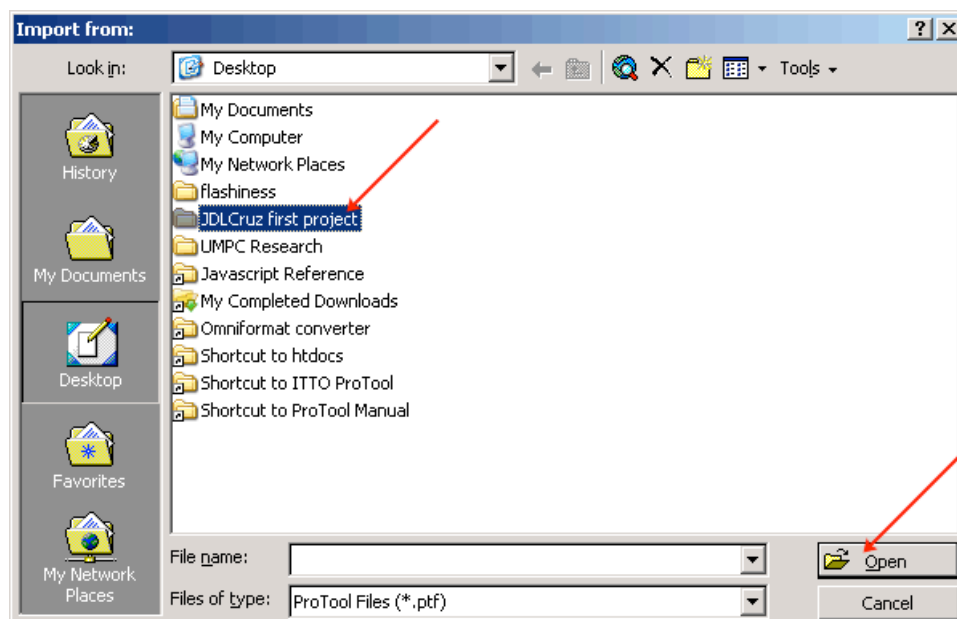 Import from:
Look in:
Desktop
Tools
My Documents
My Computer
My Network Places
flashiness
JDLCruz first project
UMPC Research
Javascript Reference
My Completed Downloads
Omniformat converter
Shortcut to htdocs
Shortcut to ITTO ProTool
Shortcut to ProTool Manual
History
My Documents
Desktop
Favorites
My Network
Places
File name:
Open
Files of type:
ProTool Files (*.ptf)
Cancel